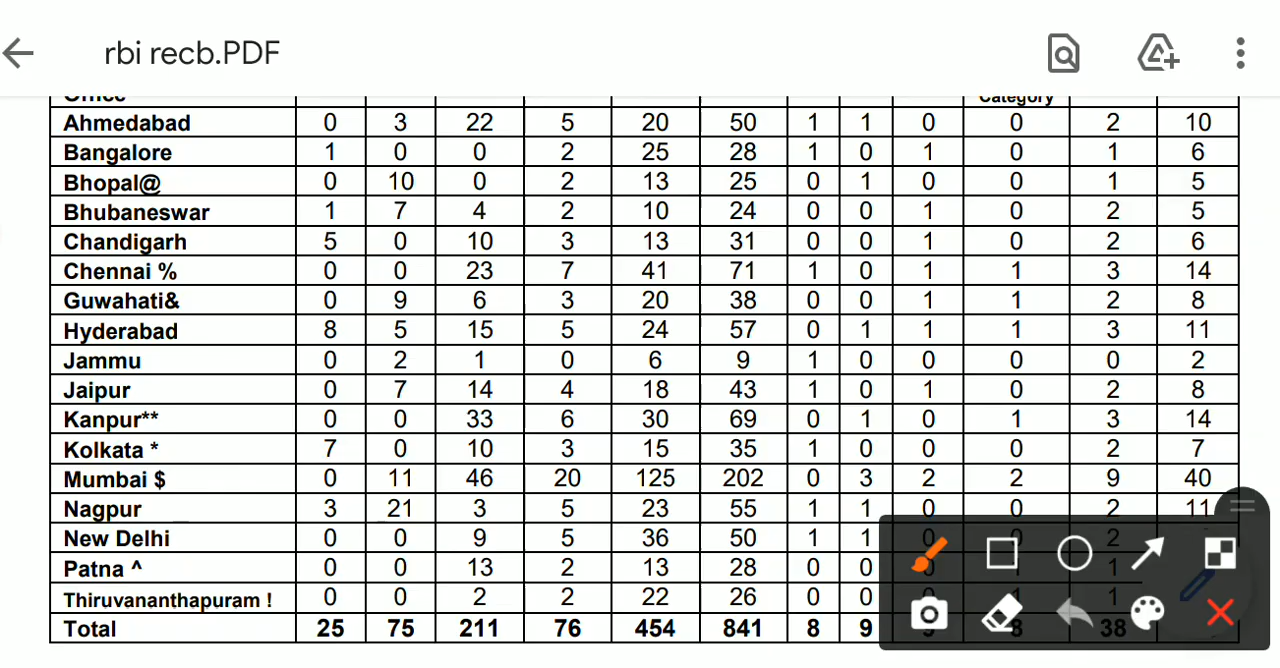 rbi recb.PDF
Office Category
Ahmedabad 0 3 22 5 20 50 1 1 0 0 2 10
Bangalore 1 0 0 2 25 28 1 0 1 0 1 6
Bhopal@ 0 10 0 2 13 25 0 1 0 0 1 5
Bhubaneswar 1 7 4 2 10 24 0 0 1 0 2 5
Chandigarh 5 0 10 3 13 31 0 0 1 0 2 6
Chennai % 0 0 23 7 41 71 1 0 1 1 3 14
Guwahati& 0 9 6 3 20 38 0 0 1 1 2 8
Hyderabad 8 5 15 5 24 57 0 1 1 1 3 11
Jammu 0 2 1 0 6 9 1 0 0 0 0 2
Jaipur 0 7 14 4 18 43 1 0 1 0 2 8
Kanpur** 0 0 33 6 30 69 0 1 0 1 3 14
Kolkata * 7 0 10 3 15 35 1 0 0 0 2 7
Mumbai $ 0 11 46 20 125 202 0 3 2 2 9 40
Nagpur 3 21 3 5 23 55 1 1 0 0 2 11
New Delhi 0 0 9 5 36 50 1 1 0 0 2
Patna ^ 0 0 13 2 13 28 0 0 0 1 1
Thiruvananthapuram ! 0 0 2 2 22 26 0 0 1 1
Total 25 75 211 76 454 841 8 9 9 8 38